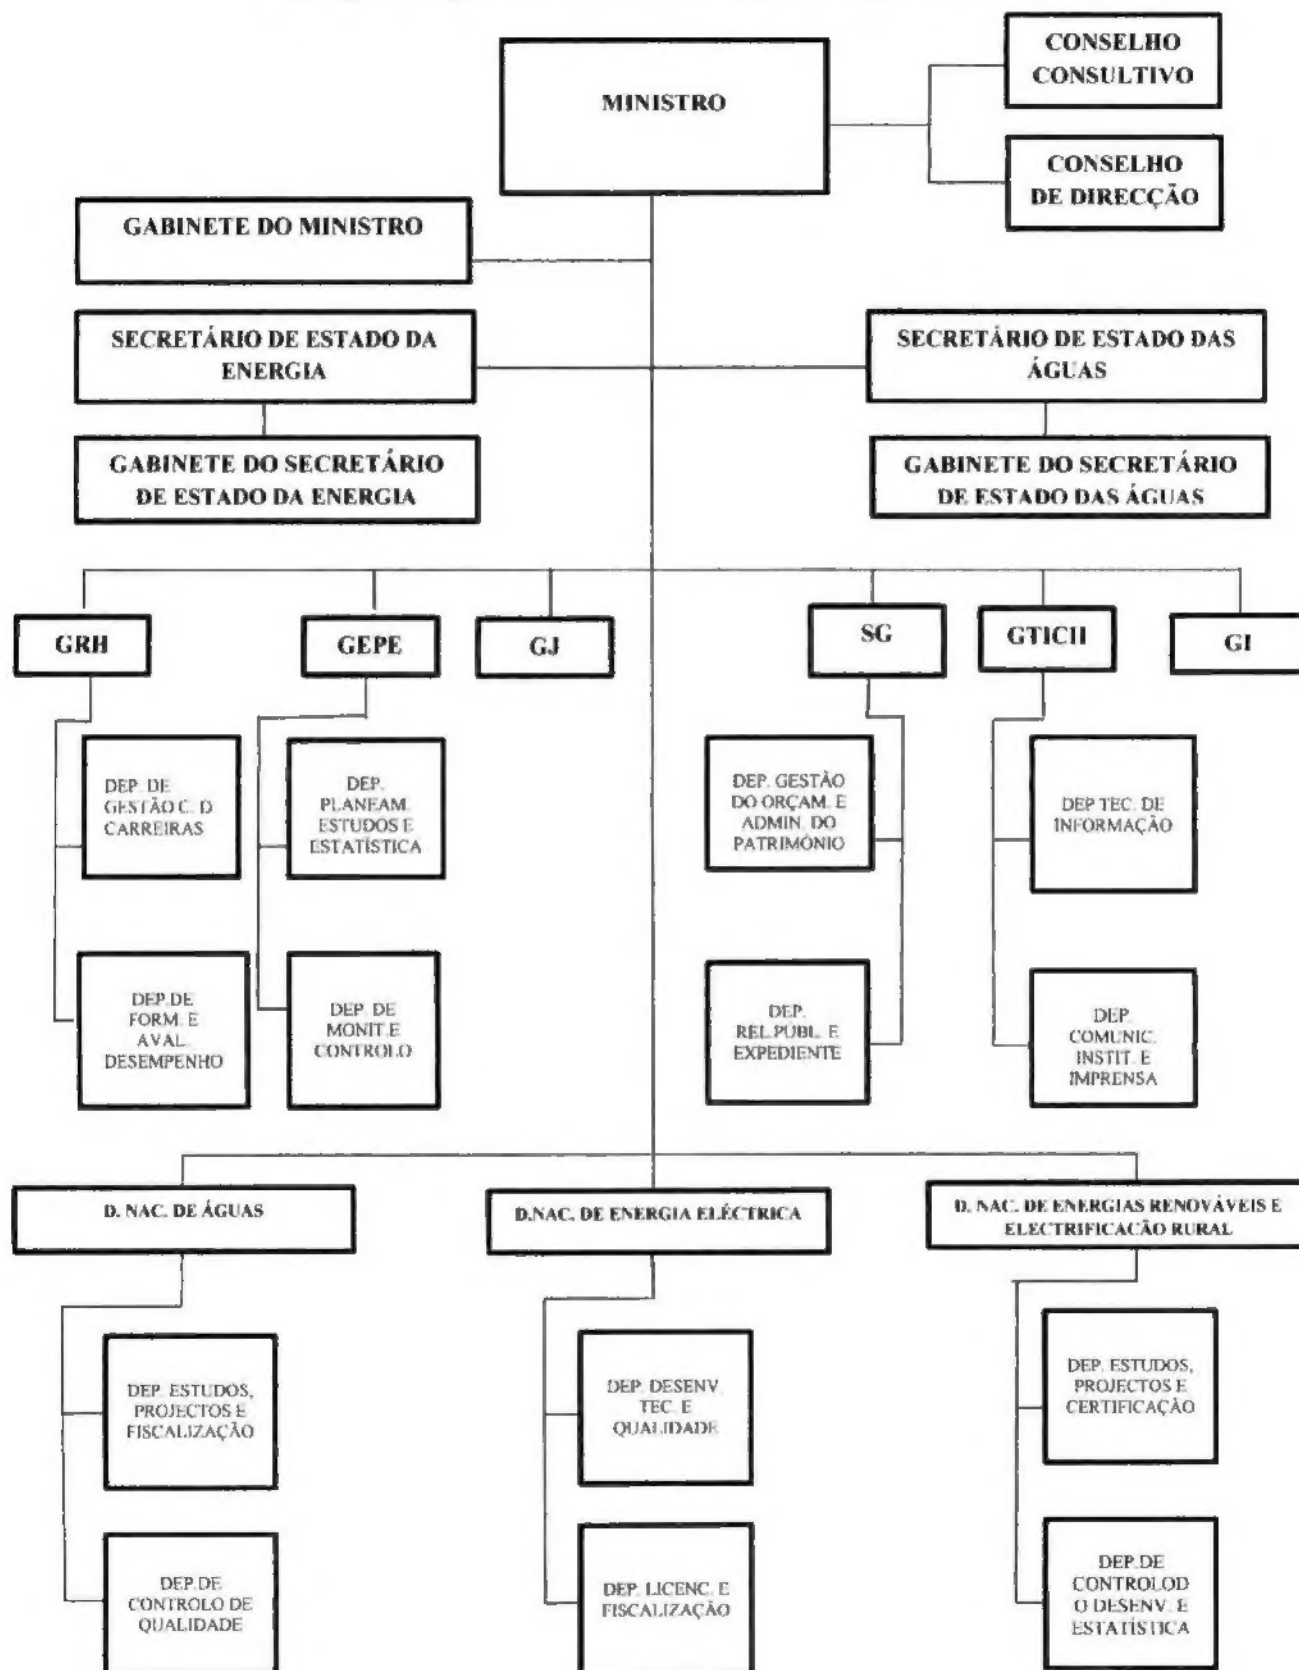 MINISTRO
CONSELHO
CONSULTIVO
CONSELHO
DE DIRECÇÃO
GABINETE DO MINISTRO
SECRETÁRIO DE ESTADO DA
ENERGIA
SECRETÁRIO DE ESTADO DAS
ÁGUAS
GABINETE DO SECRETÁRIO
DE ESTADO DA ENERGIA
GABINETE DO SECRETÁRIO
DE ESTADO DAS ÁGUAS
GRH
GEPE
GJ
SG
GTICII
GI
DEP. DE
GESTÃO C. D
CARREIRAS
DEP.
PLANEAM.
ESTUDOS E
ESTATÍSTICA
DEP. GESTÃO
DO ORÇAM. E
ADMIN. DO
PATRIMÓNIO
DEP TEC. DE
INFORMAÇÃO
DEP.DE
FORM. E
AVAL.
DESEMPENHO
DEP. DE
MONIT.E
CONTROLO
DEP.
REL.PÚBL. E
EXPEDIENTE
DEP.
COMUNIC.
INSTIT. E
IMPRENSA
D. NAC. DE ÁGUAS
D.NAC. DE ENERGIA ELÉCTRICA
D. NAC. DE ENERGIAS RENOVÁVEIS E
ELECTRIFICACÃO RURAL
DEP. ESTUDOS,
PROJECTOS E
FISCALIZAÇÃO
DEP. DESENV.
TEC. E
QUALIDADE
DEP. ESTUDOS,
PROJECTOS E
CERTIFICAÇÃO
DEP.DE
CONTROLO DE
QUALIDADE
DEP. LICENC. E
FISCALIZAÇÃO
DEP.DE
CONTROLOD
O DESENV. E
ESTATÍSTICA